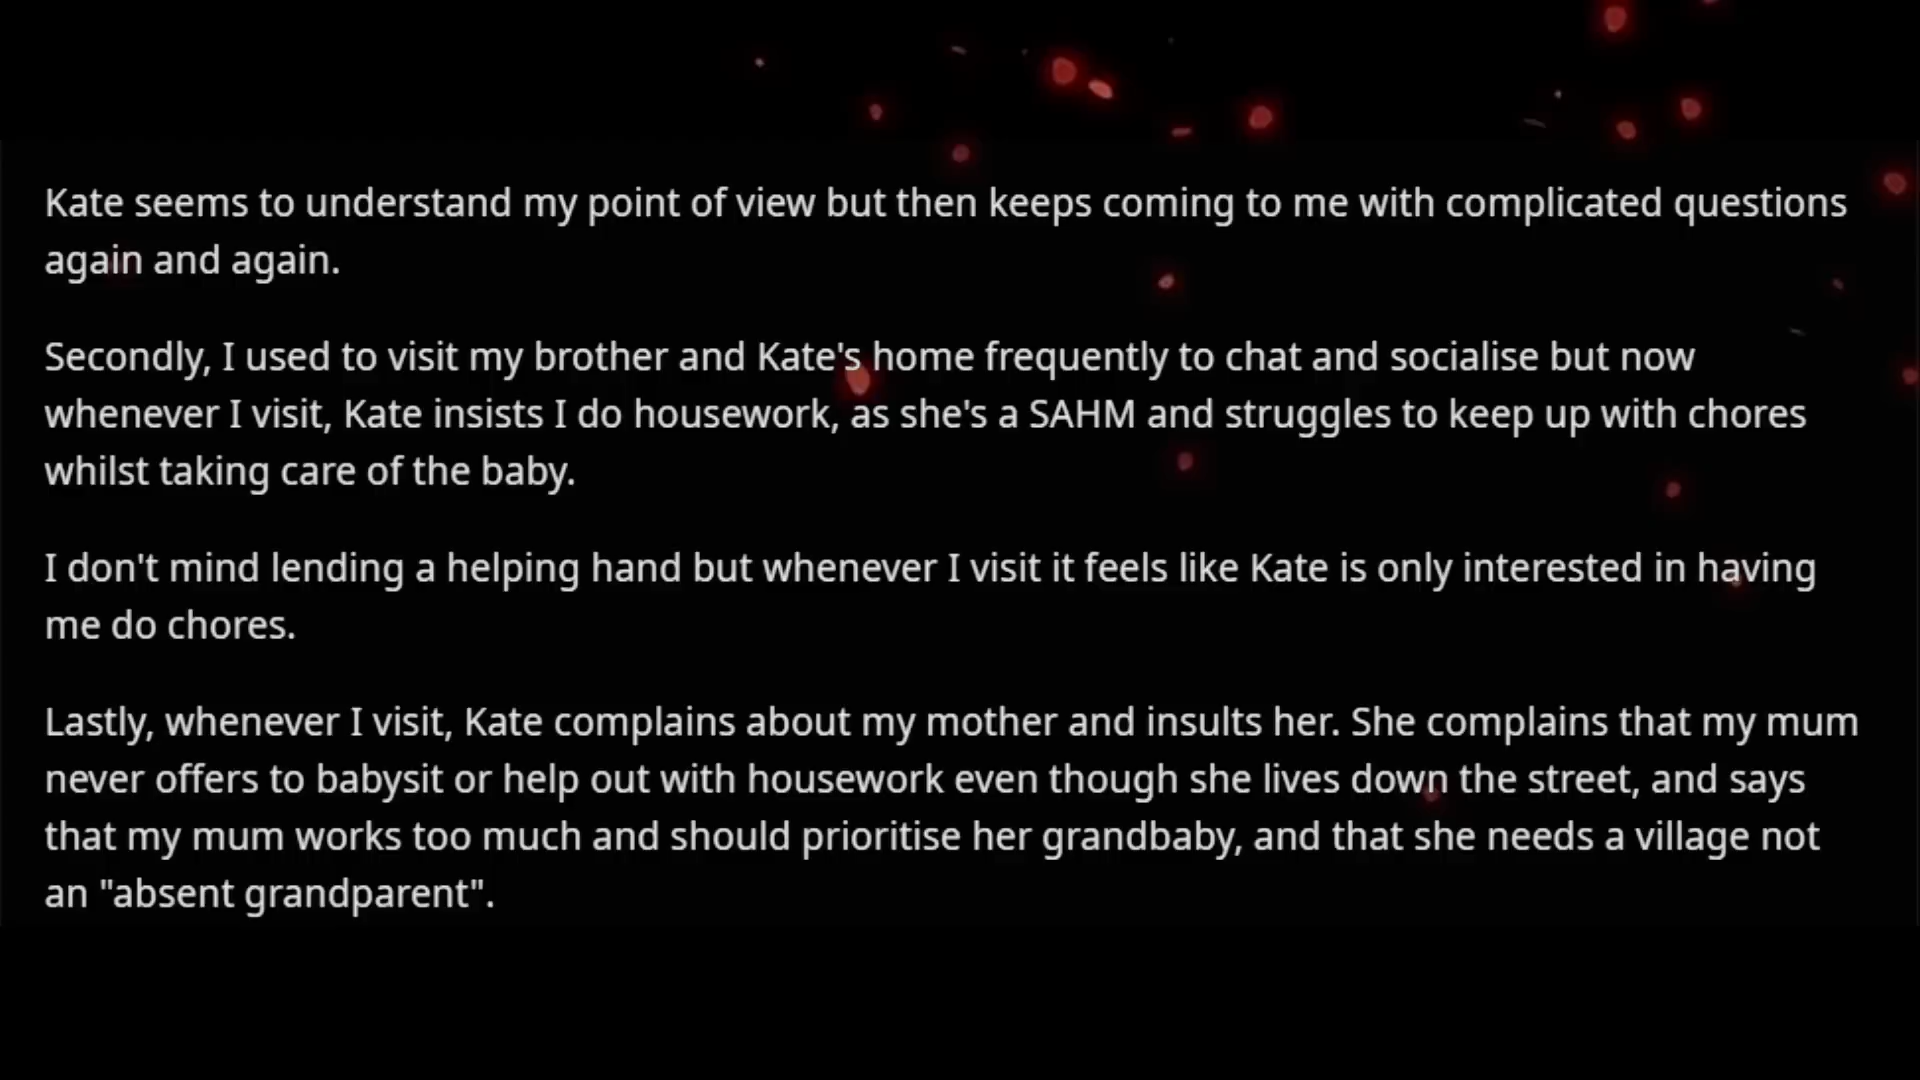 Kate seems to understand my point of view but then keeps coming to me with complicated questions
again and again.
Secondly, I used to visit my brother and Kate's home frequently to chat and socialise but now
whenever I visit, Kate insists I do housework, as she's a SAHM and struggles to keep up with chores
whilst taking care of the baby.
I don't mind lending a helping hand but whenever I visit it feels like Kate is only interested in having
me do chores.
Lastly, whenever I visit, Kate complains about my mother and insults her. She complains that my mum
never offers to babysit or help out with housework even though she lives down the street, and says
that my mum works too much and should prioritise her grandbaby, and that she needs a village not
an "absent grandparent".